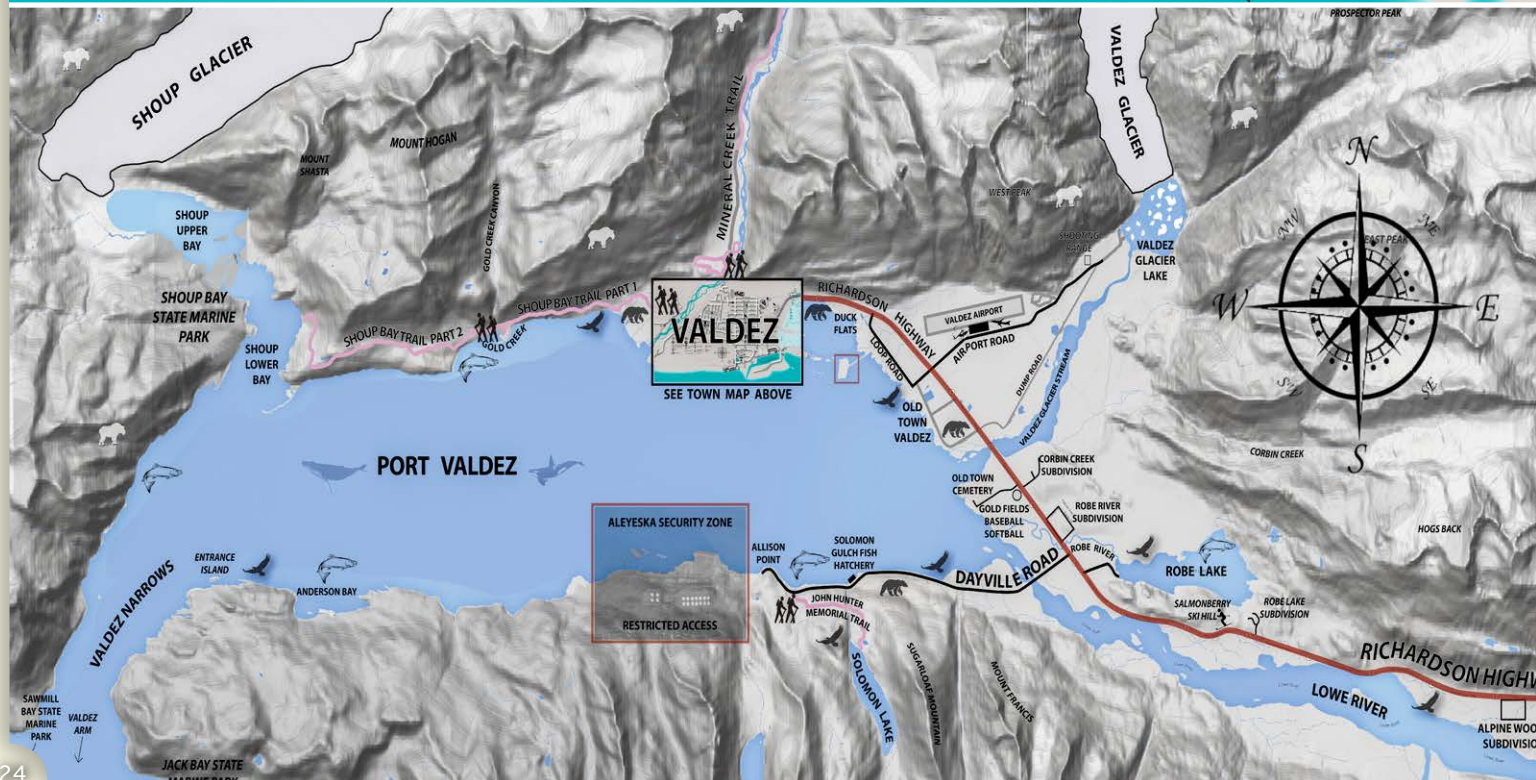 PROSPECTOR PEAK
SHOUP GLACIER
VALDEZ GLACIER
MINERAL CREEK TRAIL
MOUNT HOGAN
MOUNT
SHASTA
GOLD CREEK CANYON
WEST PEAK
SHOOTING
RANGE
SHOUP
UPPER
BAY
VALDEZ
GLACIER
LAKE
N
NW
NE
EAST PEAK
W
E
SW
SE
S
SHOUP BAY
STATE MARINE
PARK
SHOUP
LOWER
BAY
SHOUP BAY TRAIL PART 2
SHOUP BAY TRAIL PART 1
GOLD CREEK
VALDEZ
SEE TOWN MAP ABOVE
RICHARDSON HIGHWAY
DUCK
FLATS
LOOP ROAD
VALDEZ AIRPORT
AIRPORT ROAD
DUMP ROAD
VALDEZ GLACIER STREAM
OLD
TOWN
VALDEZ
CORBIN CREEK
PORT VALDEZ
CORBIN CREEK
SUBDIVISION
OLD TOWN
CEMETERY
GOLD FIELDS
BASEBALL
SOFTBALL
ROBE RIVER
SUBDIVISION
HOGS BACK
ALEYESKA SECURITY ZONE
RESTRICTED ACCESS
ALLISON
POINT
SOLOMON
GULCH FISH
HATCHERY
DAYVILLE ROAD
ROBE RIVER
ROBE LAKE
ENTRANCE
ISLAND
ANDERSON BAY
VALDEZ NARROWS
JOHN HUNTER
MEMORIAL TRAIL
SALMONBERRY
SKI HILL
ROBE LAKE
SUBDIVISION
SOLOMON LAKE
SUGARLOAF MOUNTAIN
MOUNT FRANCIS
RICHARDSON HIGHW
LOWE RIVER
ALPINE WOO
SUBDIVISIO
SAWMILL
BAY STATE
MARINE
PARK
VALDEZ
ARM
JACK BAY STATE
MARINE PARK
24